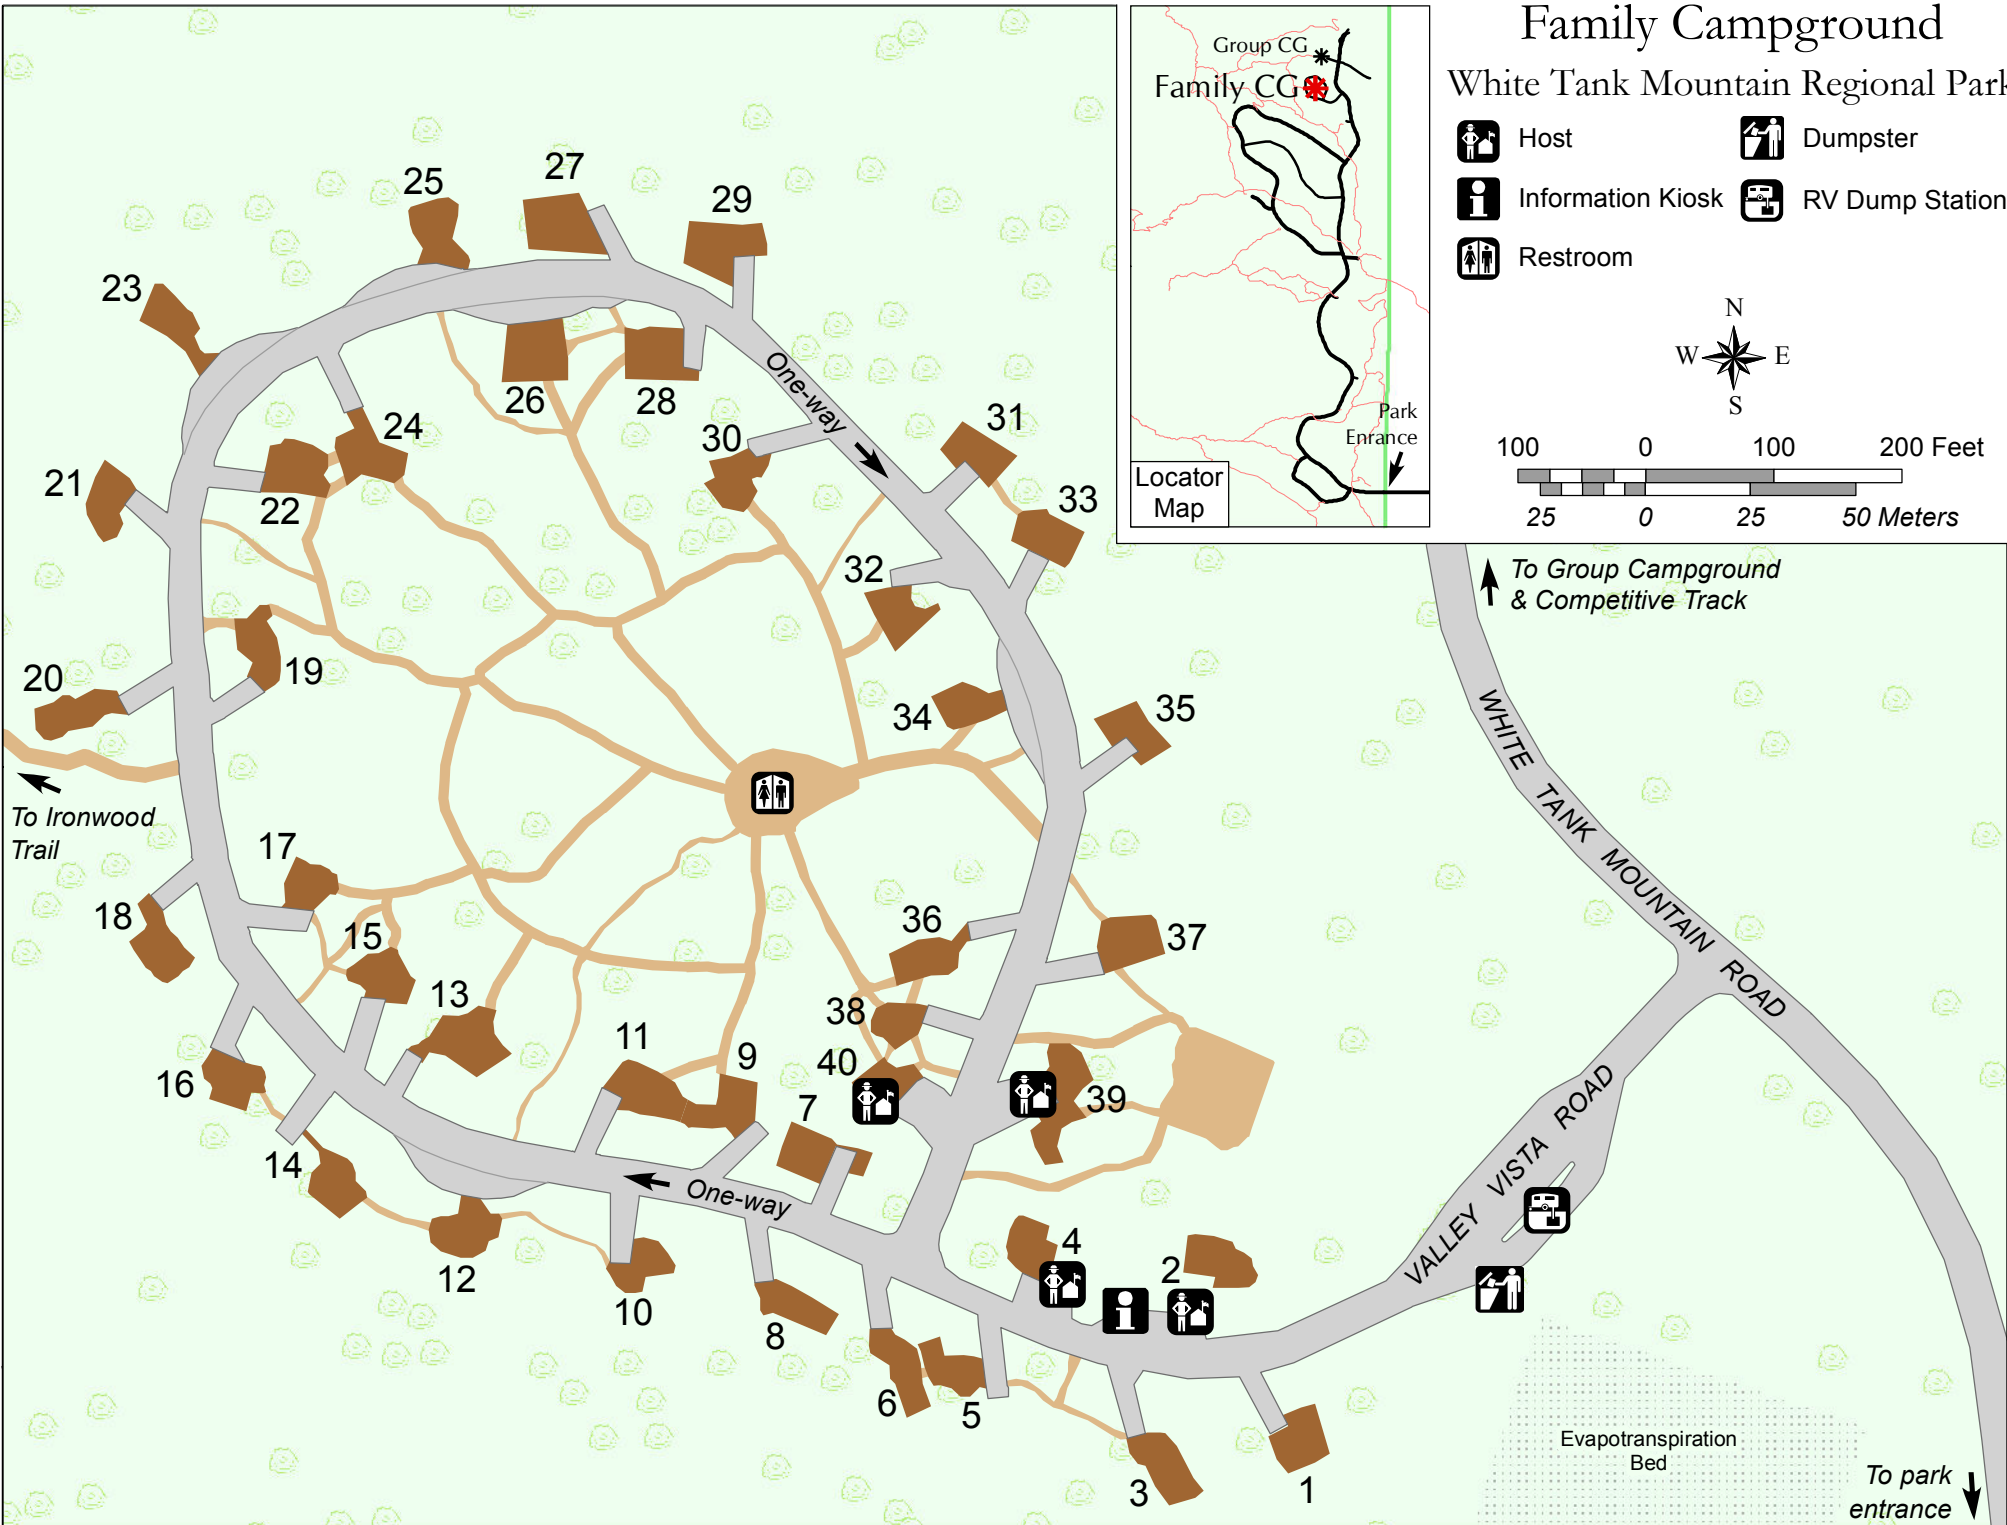 Family Campground
White Tank Mountain Regional Park
Host
Dumpster
Information Kiosk
RV Dump Station
Restroom
N
W
E
S
100 0 100 200 Feet
25 0 25 50 Meters
Group CG
Family CG
Park
Enrance
Locator
Map
To Group Campground
& Competitive Track
WHITE TANK MOUNTAIN ROAD
VALLEY VISTA ROAD
One-way
One-way
To Ironwood
Trail
Evapotranspiration
Bed
To park
entrance
27
25
29
23
26
28
24
30
31
21
22
33
32
19
20
34
35
17
18
15
36
37
13
38
11
9
40
16
7
39
14
4
2
12
10
8
6
5
3
1